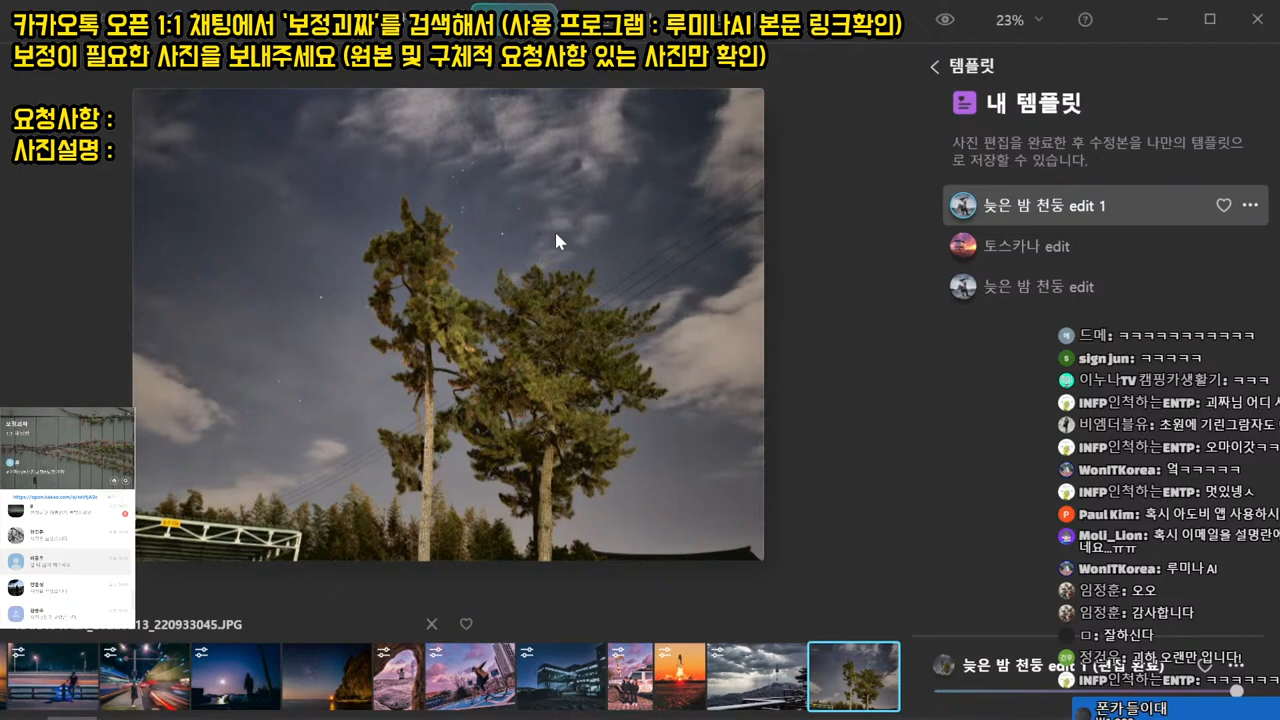 카카오톡 오픈 1:1 채팅에서 '보정괴짜'를 검색해서 (사용 프로그램 : 루미나AI 본문 링크확인)
보정이 필요한 사진을 보내주세요 (원본 및 구체적 요청사항 있는 사진만 확인)
요청사항 :
사진설명 :
23%
템플릿
내 템플릿
사진 편집을 완료한 후 수정본을 나만의 템플릿으
로 저장할 수 있습니다.
늦은 밤 천둥 edit 1
토스카나 edit
늦은 밤 천둥 edit
드메: ㅋㅋㅋㅋㅋㅋㅋㅋㅋㅋㅋ
sign jun: ㅋㅋㅋㅋㅋ
이누나TV 캠핑카생활기: ㅋㅋㅋ
INFP인척하는ENTP: 괴짜님 어디
비엠더블유: 초원에 기린그람자도
INFP인척하는ENTP: 오마이갓ㅋㅋ
WonITKorea: 억ㅋㅋㅋㅋㅋ
INFP인척하는ENTP: 멋있넹ㅅ
Paul Kim: 혹시 아도비 앱 사용하시
Moli_Lion: 혹시 이메일을 설명란에
네요...ㅠㅠ
WonITKorea: 루미나 AI
임정훈: 오오
임정훈: 감사합니다
ㅁ: 잘하신다
괴하 오랜만입니다!
늦은 밤 천둥
INFP인척하는ENTP: ㅋㅋㅋㅋㅋㅋㅋ
폰카 들이대
보정괴짜
13_220933045.JPG